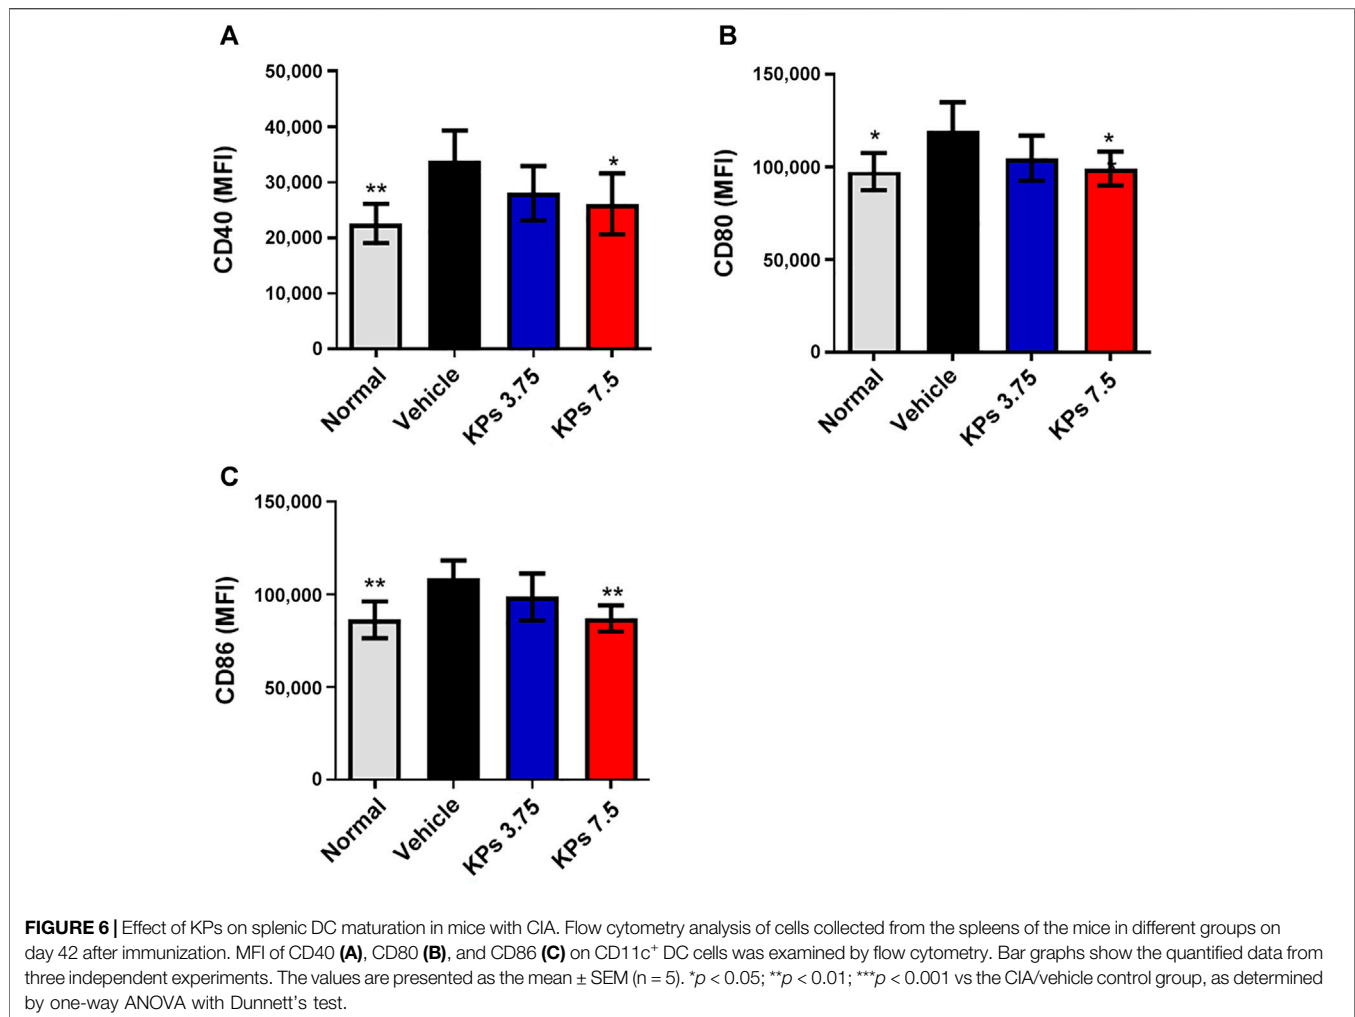 A
50,000
40,000
30,000
20,000
10,000
0
CD40 (MFI)
**
*
Normal
Vehicle
KPs 3.75
KPs 7.5
B
150,000
100,000
50,000
0
CD80 (MFI)
*
*
Normal
Vehicle
KPs 3.75
KPs 7.5
C
150,000
100,000
50,000
0
CD86 (MFI)
**
**
Normal
Vehicle
KPs 3.75
KPs 7.5
FIGURE 6 | Effect of KPs on splenic DC maturation in mice with CIA. Flow cytometry analysis of cells collected from the spleens of the mice in different groups on
day 42 after immunization. MFI of CD40 (A), CD80 (B), and CD86 (C) on CD11c⁺ DC cells was examined by flow cytometry. Bar graphs show the quantified data from
three independent experiments. The values are presented as the mean ± SEM (n = 5). *p < 0.05; **p < 0.01; ***p < 0.001 vs the CIA/vehicle control group, as determined
by one-way ANOVA with Dunnett's test.